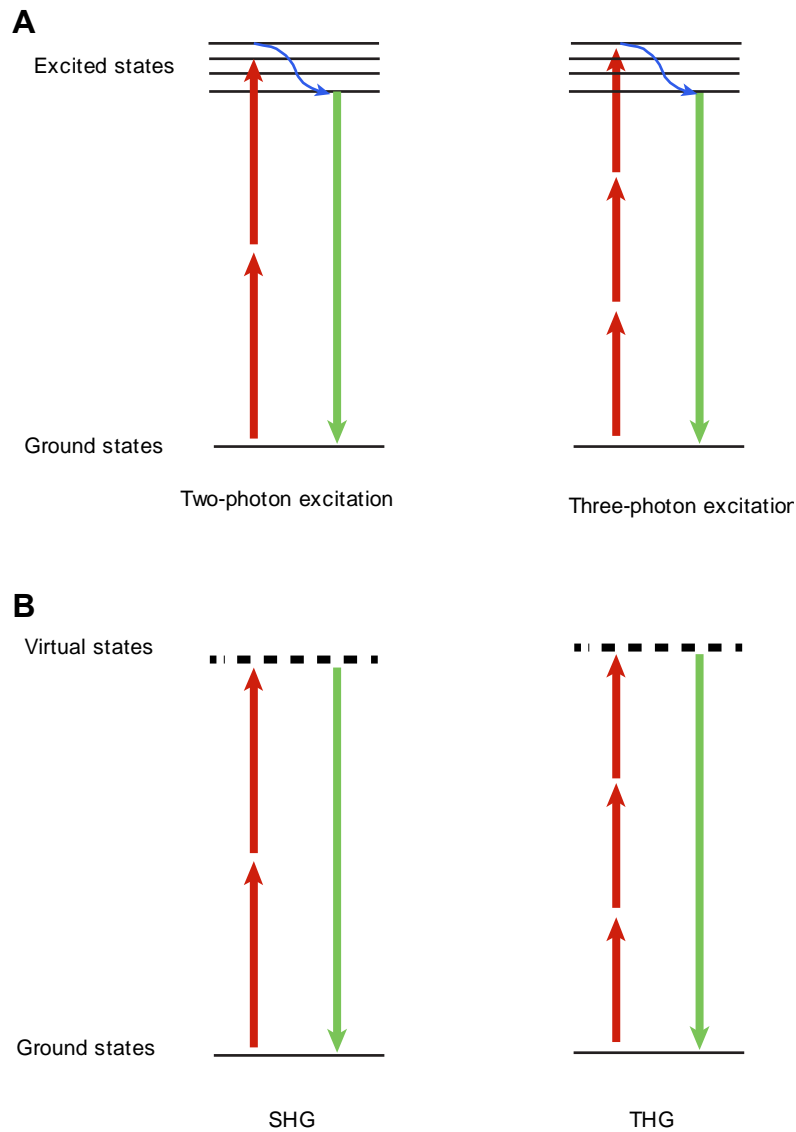 A
Excited states
Ground states
Two-photon excitation
Three-photon excitation
B
Virtual states
Ground states
SHG
THG